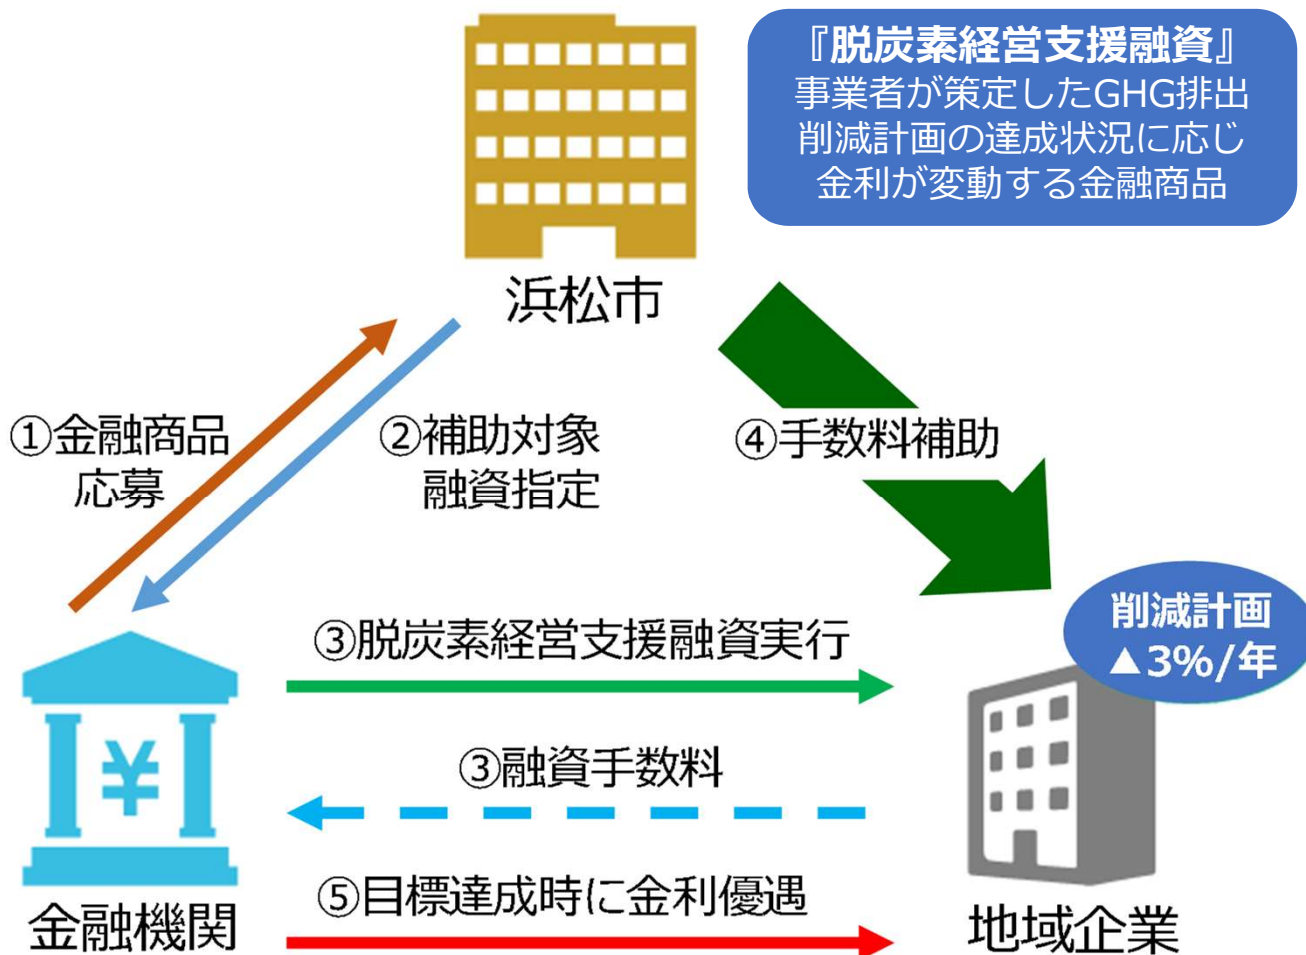 『脱炭素経営支援融資』
事業者が策定したGHG排出
削減計画の達成状況に応じ
金利が変動する金融商品
浜松市
①金融商品
応募
②補助対象
融資指定
④手数料補助
削減計画
▲3%/年
③脱炭素経営支援融資実行
¥
③融資手数料
⑤目標達成時に金利優遇
金融機関
地域企業